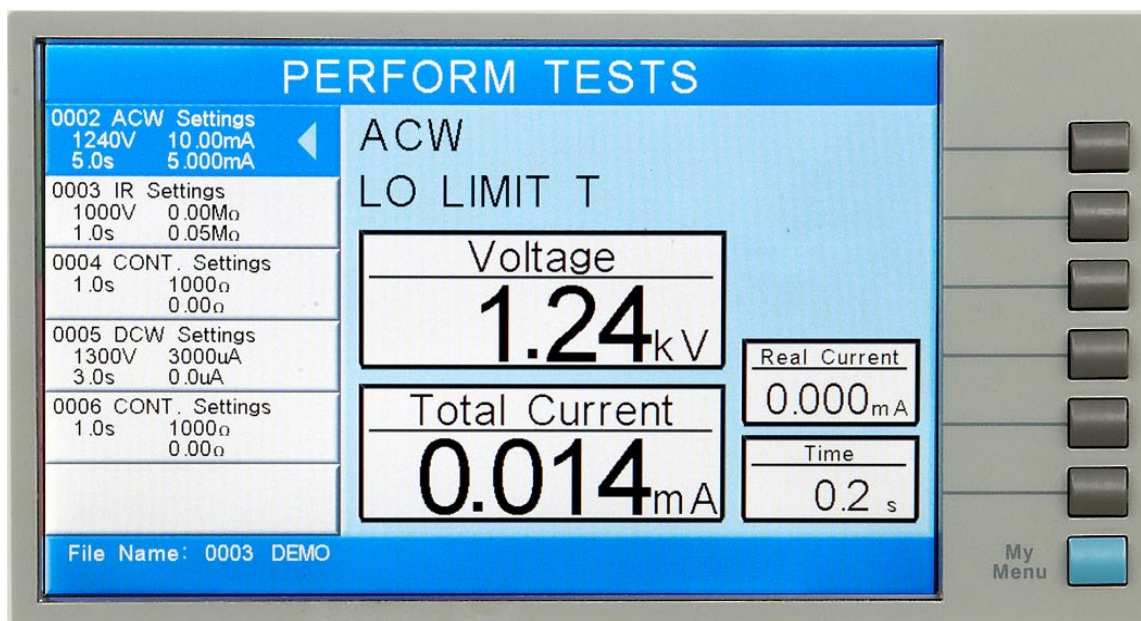 PERFORM TESTS
0002 ACW Settings
1240V 10.00mA
5.0s 5.000mA
0003 IR Settings
1000V 0.00MΩ
1.0s 0.05MΩ
0004 CONT. Settings
1.0s 1000Ω
0.00Ω
0005 DCW Settings
1300V 3000uA
3.0s 0.0uA
0006 CONT. Settings
1.0s 1000Ω
0.00Ω
File Name: 0003 DEMO
ACW
LO LIMIT T
Voltage
1.24kV
Total Current
0.014mA
Real Current
0.000mA
Time
0.2 s
My
Menu